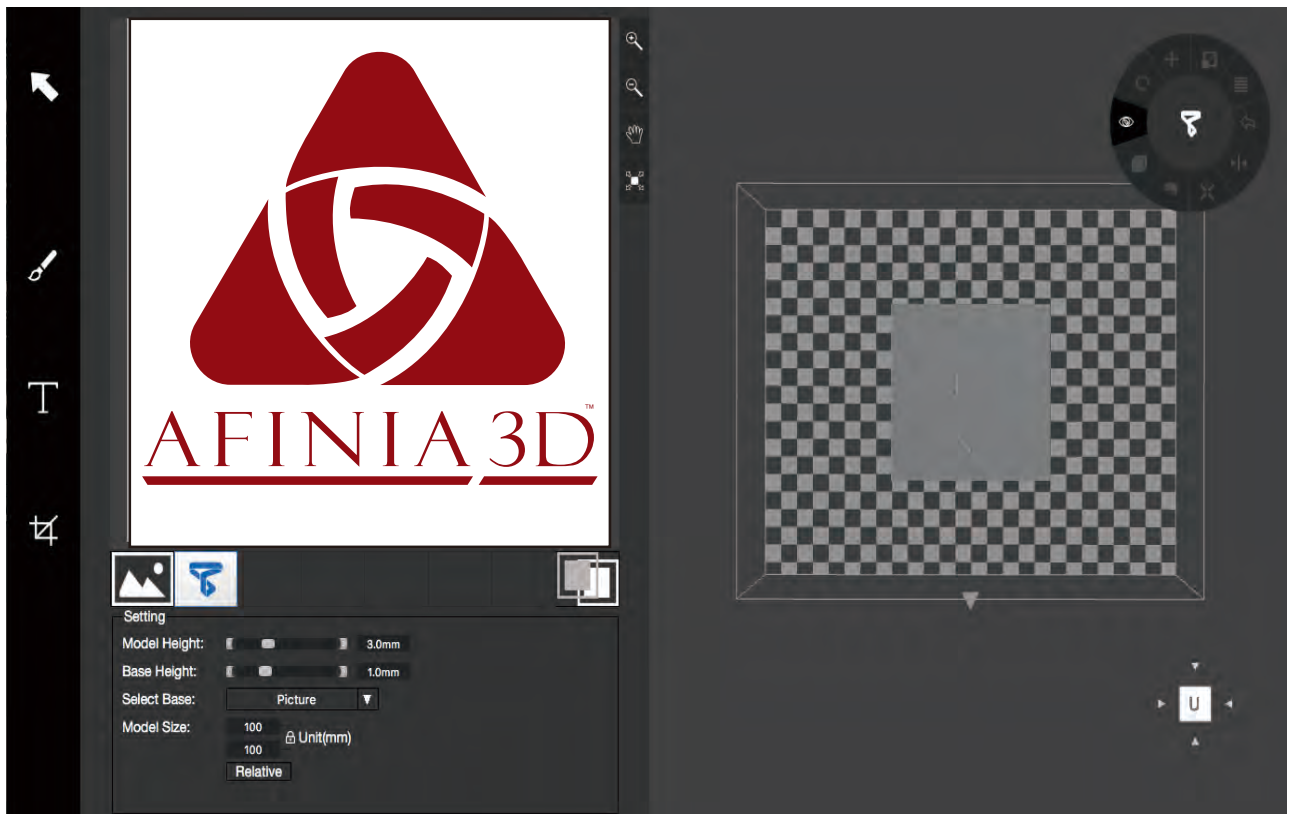 AFINIA 3D™
Setting
Model Height: 3.0mm
Base Height: 1.0mm
Select Base: Picture
Model Size: 100
Unit(mm)
100
Relative
T
U